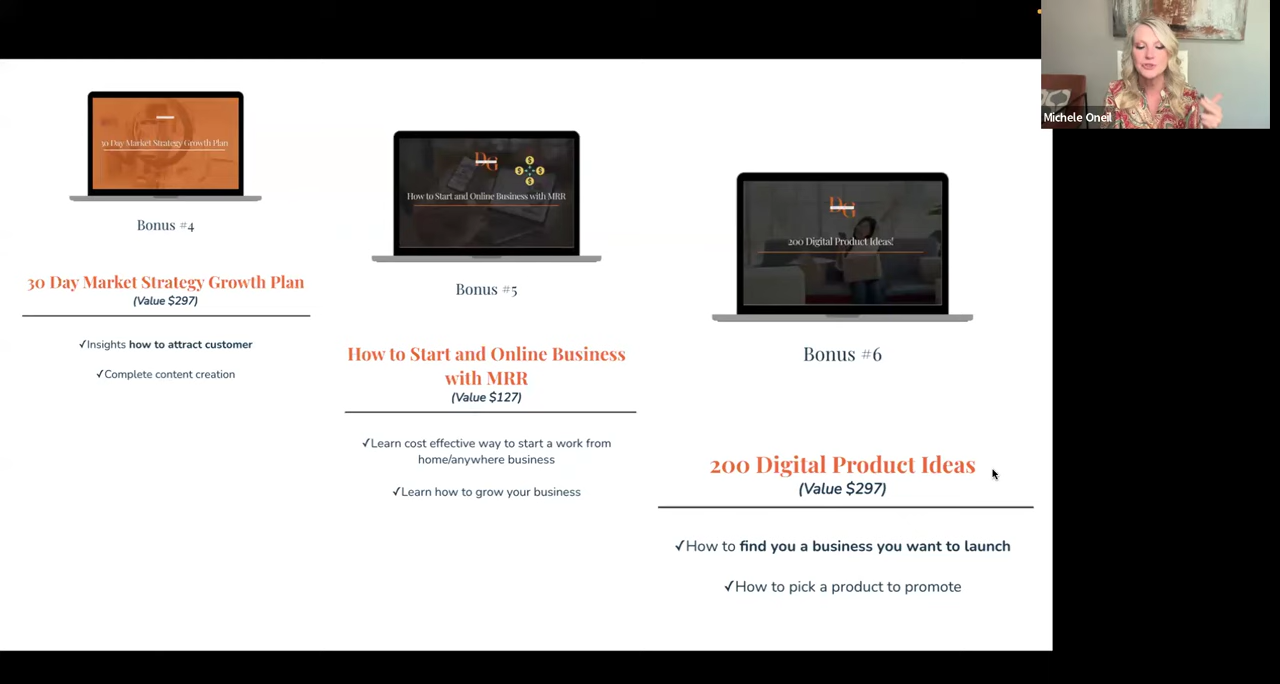 Michele Oneil
30 Day Market Strategy Growth Plan
Bonus #4
30 Day Market Strategy Growth Plan
(Value $297)
✓Insights how to attract customer
✓Complete content creation
DG
How to Start and Online Business with MRR
Bonus #5
How to Start and Online Business
with MRR
(Value $127)
✓Learn cost effective way to start a work from
home/anywhere business
✓Learn how to grow your business
DG
200 Digital Product Ideas!
Bonus #6
200 Digital Product Ideas
(Value $297)
✓How to find you a business you want to launch
✓How to pick a product to promote